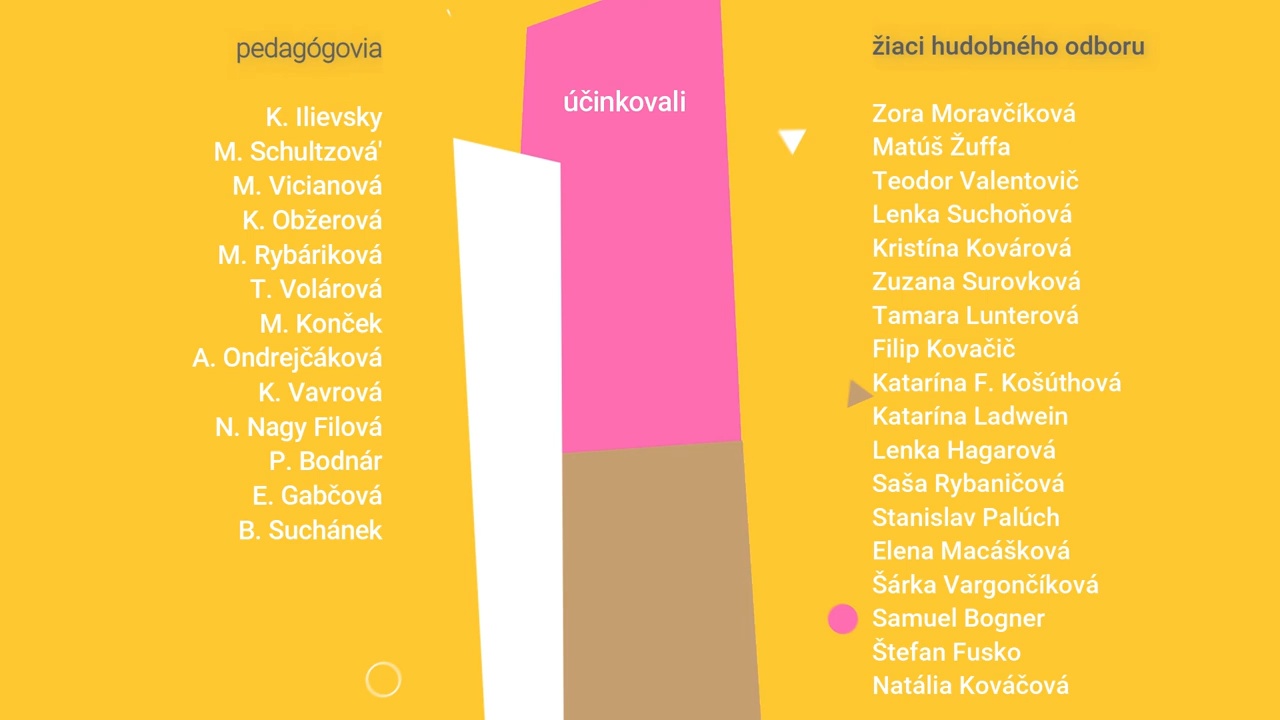 pedagógovia
K. Ilievsky
M. Schultzová'
M. Vicianová
K. Obžerová
M. Rybáriková
T. Volárová
M. Konček
A. Ondrejčáková
K. Vavrová
N. Nagy Filová
P. Bodnár
E. Gabčová
B. Suchánek
účinkovali
žiaci hudobného odboru
Zora Moravčíková
Matúš Žuffa
Teodor Valentovič
Lenka Suchoňová
Kristína Kovárová
Zuzana Surovková
Tamara Lunterová
Filip Kovačič
Katarína F. Košúthová
Katarína Ladwein
Lenka Hagarová
Saša Rybaničová
Stanislav Palúch
Elena Macášková
Šárka Vargončíková
Samuel Bogner
Štefan Fusko
Natália Kováčová